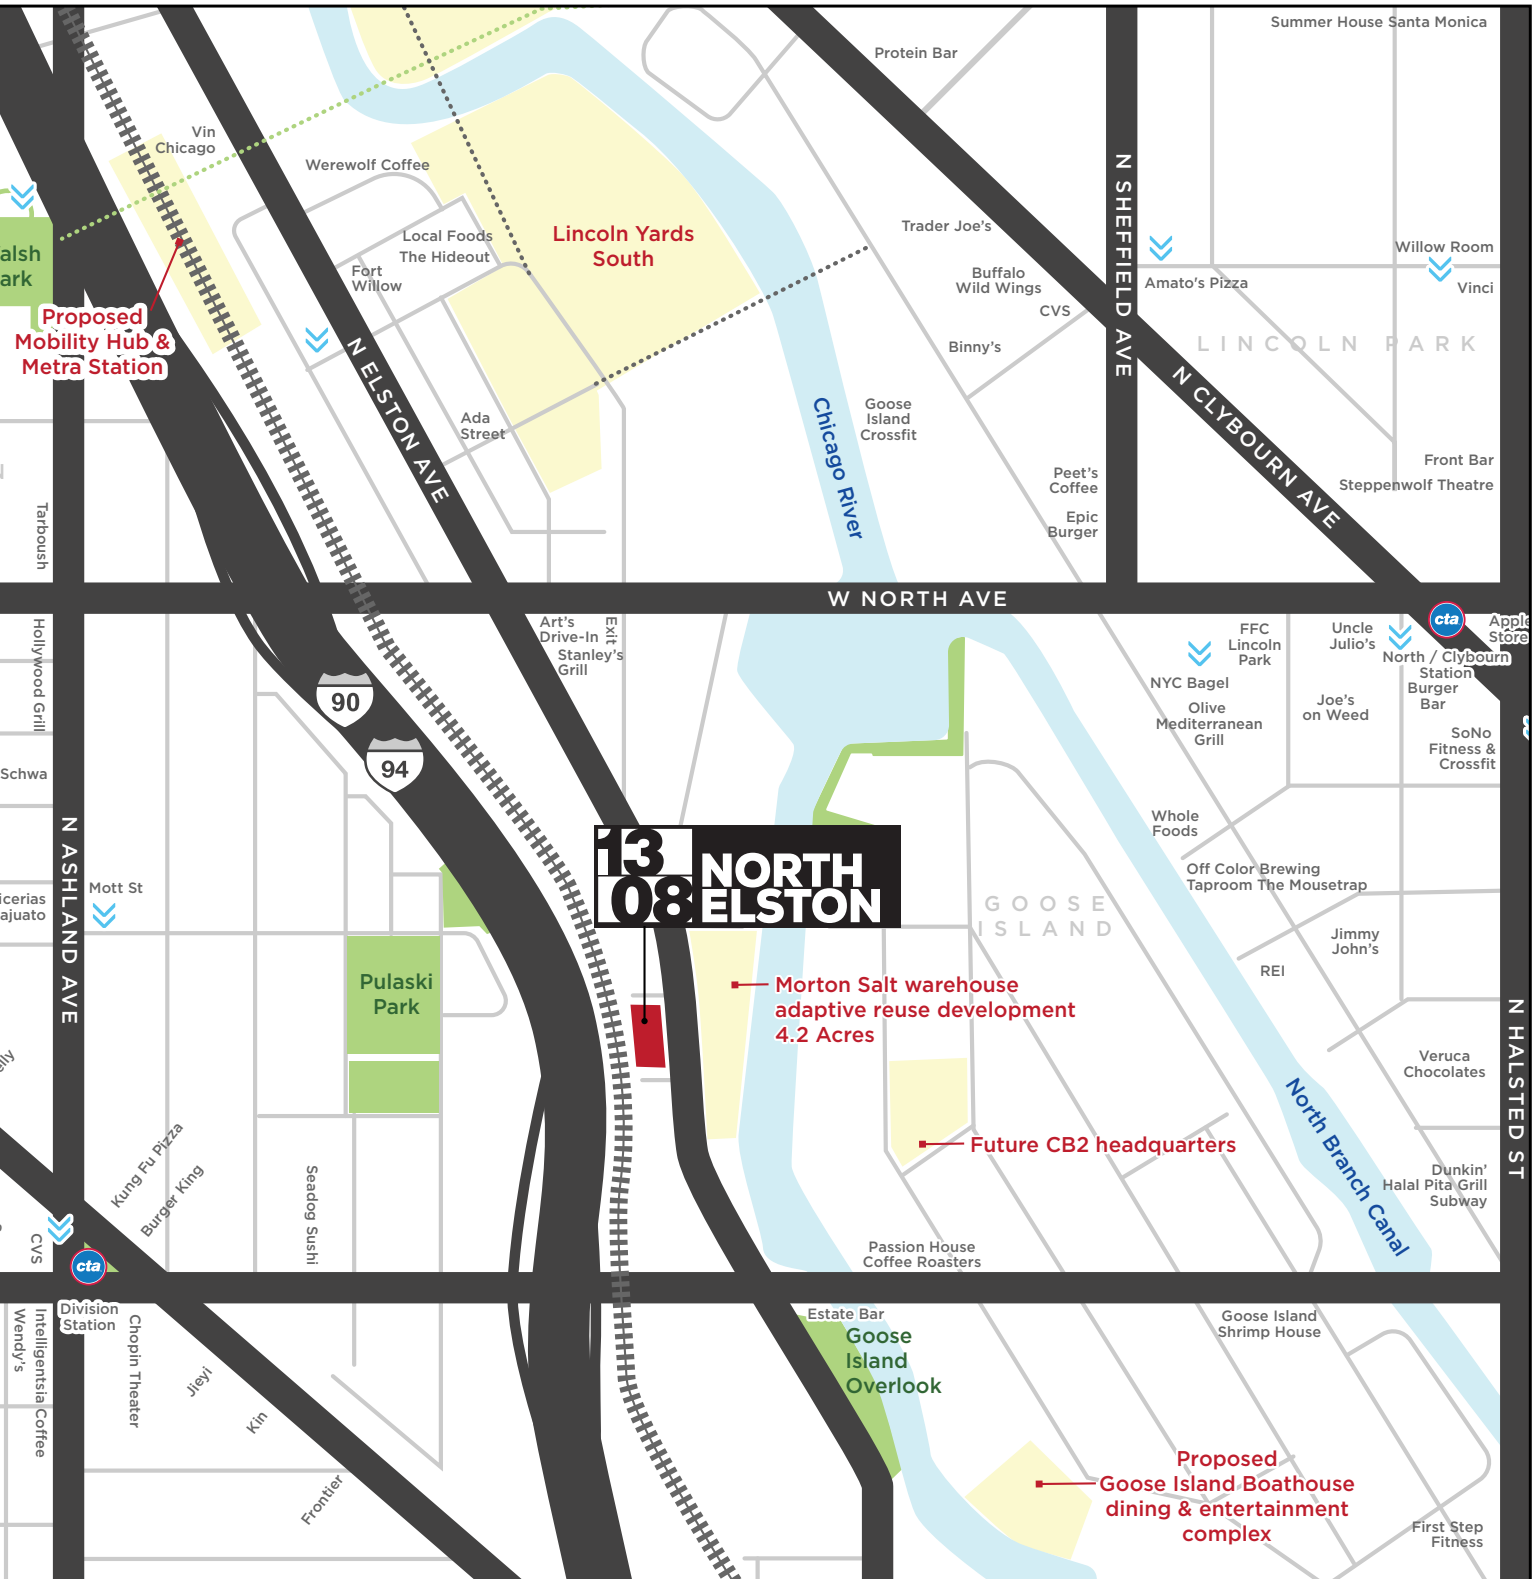 Summer House Santa Monica
Protein Bar
Vin
Chicago
Werewolf Coffee
N SHEFFIELD AVE
Local Foods
The Hideout
Fort
Willow
Lincoln Yards
South
Trader Joe's
Buffalo
Wild Wings
CVS
Binny's
Willow Room
Amato's Pizza
Vinci
LINCOLN PARK
alsh
ark
Proposed
Mobility Hub &
Metra Station
N ELSTON AVE
Ada
Street
Chicago River
Goose
Island
Crossfit
N CLYBOURN AVE
Peet's
Coffee
Epic
Burger
Front Bar
Steppenwolf Theatre
Tarboush
W NORTH AVE
cta
Apple
Store
North / Clybourn
Station
Hollywood Grill
Art's
Drive-In
Exit
Stanley's
Grill
FFC
Lincoln
Park
Uncle
Julio's
NYC Bagel
Burger
Bar
Olive
Mediterranean
Grill
Joe's
on Weed
SoNo
Fitness &
Crossfit
90
94
Schwa
N ASHLAND AVE
Mott St
icerias
ajuato
1308
NORTH
ELSTON
Whole
Foods
Off Color Brewing
Taproom The Mousetrap
GOOSE
ISLAND
Jimmy
John's
REI
Pulaski
Park
Morton Salt warehouse
adaptive reuse development
4.2 Acres
N HALSTED ST
Veruca
Chocolates
elly
Kung Fu Pizza
Burger King
Seadog Sushi
Future CB2 headquarters
North Branch Canal
Dunkin'
Halal Pita Grill
Subway
CVS
cta
Division
Station
Passion House
Coffee Roasters
Estate Bar
Goose
Island
Overlook
Goose Island
Shrimp House
Wendy's
Intelligentsia Coffee
Chopin Theater
Jieyi
Kin
Frontier
Proposed
Goose Island Boathouse
dining & entertainment
complex
First Step
Fitness